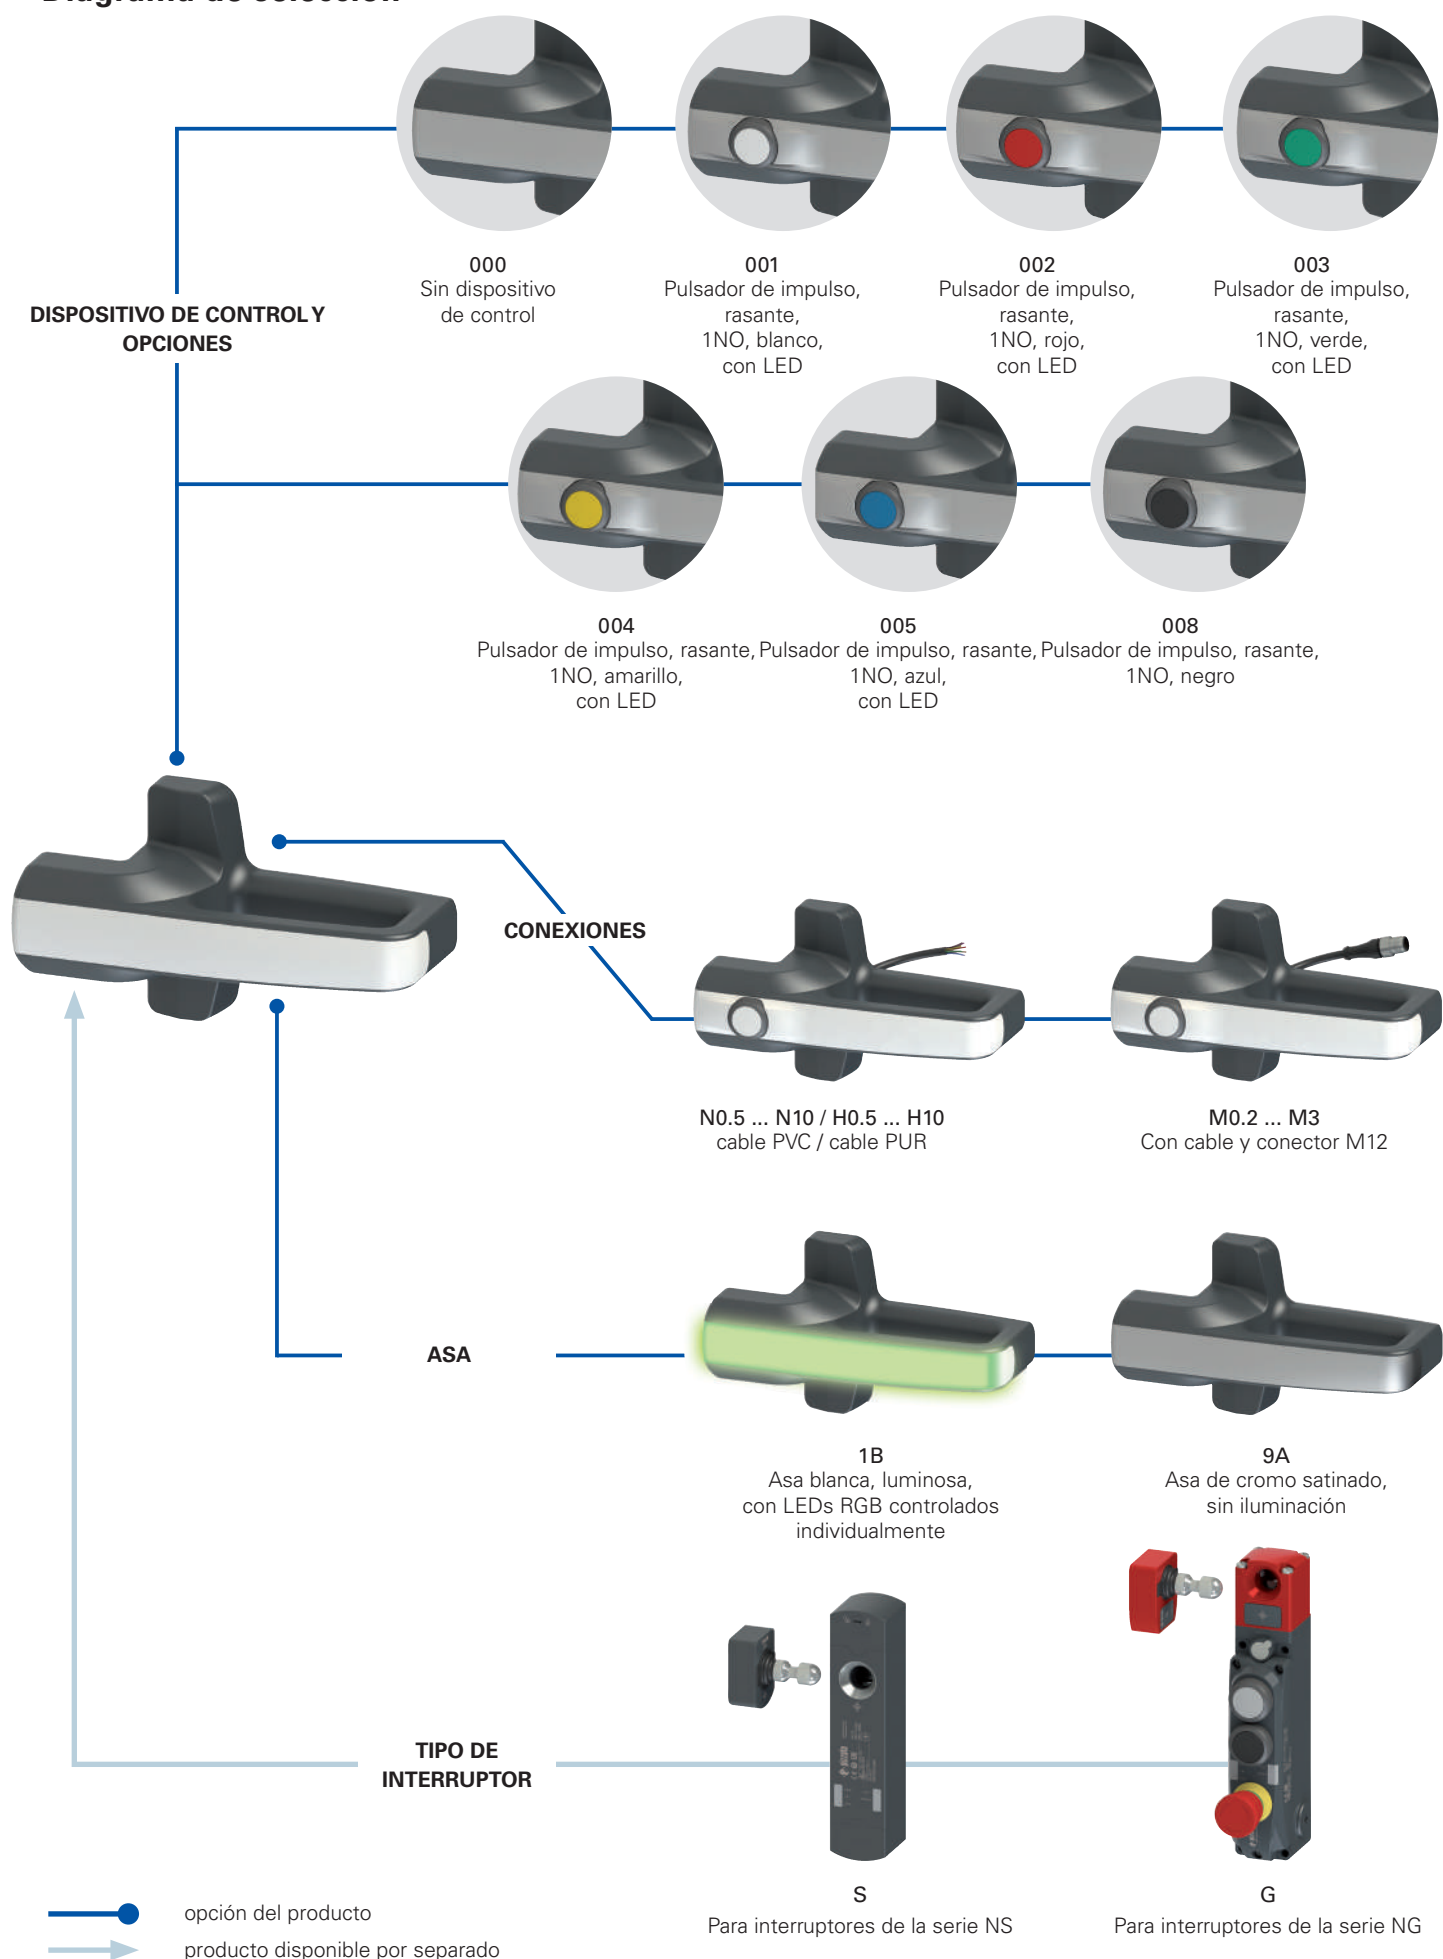 Diagrama de selección
000
Sin dispositivo
de control
001
Pulsador de impulso,
rasante,
1NO, blanco,
con LED
002
Pulsador de impulso,
rasante,
1NO, rojo,
con LED
003
Pulsador de impulso,
rasante,
1NO, verde,
con LED
DISPOSITIVO DE CONTROL Y
OPCIONES
004
Pulsador de impulso, rasante,
1NO, amarillo,
con LED
005
Pulsador de impulso, rasante,
1NO, azul,
con LED
008
Pulsador de impulso, rasante,
1NO, negro
CONEXIONES
N0.5 ... N10 / H0.5 ... H10
cable PVC / cable PUR
M0.2 ... M3
Con cable y conector M12
ASA
1B
Asa blanca, luminosa,
con LEDs RGB controlados
individualmente
9A
Asa de cromo satinado,
sin iluminación
TIPO DE
INTERRUPTOR
S
Para interruptores de la serie NS
G
Para interruptores de la serie NG
opción del producto
producto disponible por separado